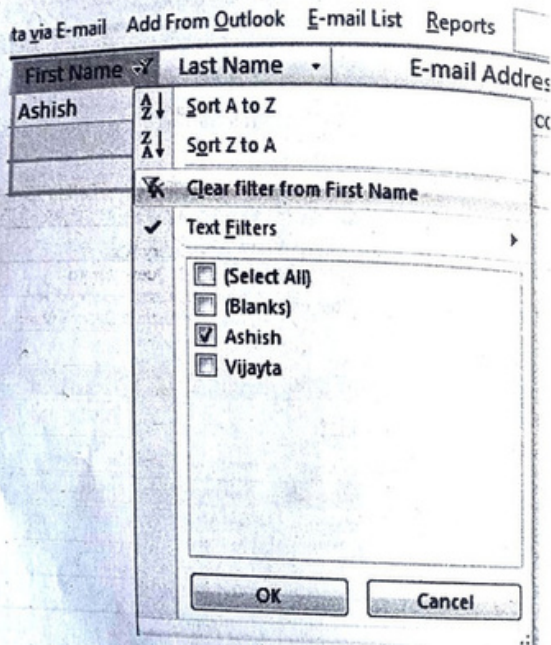 ta via E-mail Add From Outlook E-mail List Reports
First Name Last Name E-mail Addres
Ashish
Sort A to Z
Sort Z to A
Clear filter from First Name
Text Filters
(Select All)
(Blanks)
Ashish
Vijayta
OK Cancel